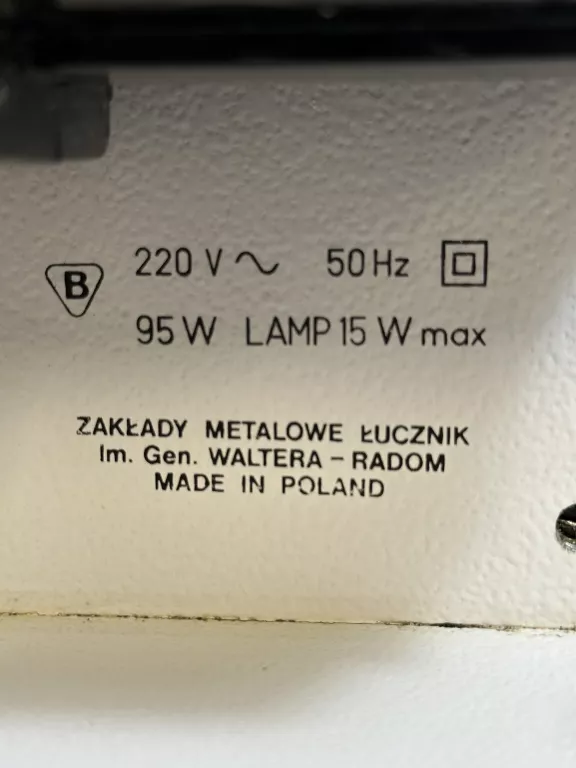 B 220 V ~ 50 Hz
95 W LAMP 15 W max
ZAKŁADY METALOWE ŁUCZNIK
Im. Gen. WALTERA – RADOM
MADE IN POLAND